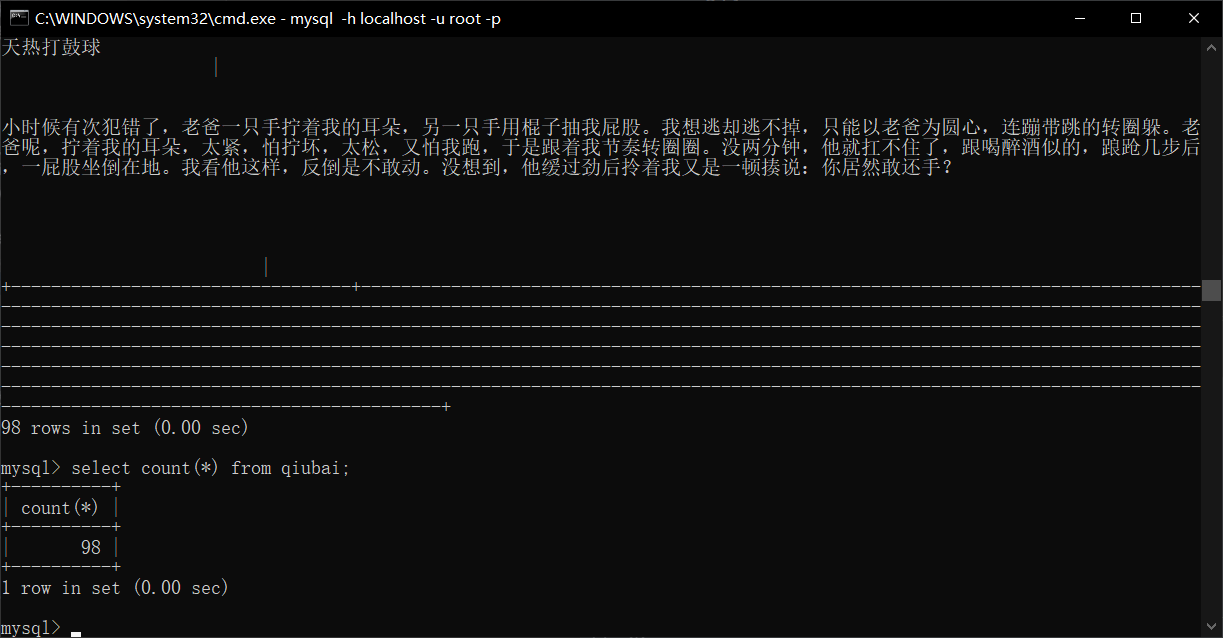 C:\WINDOWS\system32\cmd.exe - mysql  -h localhost -u root -p
天热打鼓球
|
小时候有次犯错了，老爸一只手拧着我的耳朵，另一只手用棍子抽我屁股。我想逃却逃不掉，只能以老爸为圆心，连蹦带跳的转圈躲。老
爸呢，拧着我的耳朵，太紧，怕拧坏，太松，又怕我跑，于是跟着我节奏转圈圈。没两分钟，他就扛不住了，跟喝醉酒似的，踉跄几步后
，一屁股坐倒在地。我看他这样，反倒是不敢动。没想到，他缓过劲后拎着我又是一顿揍说：你居然敢还手？
|
98 rows in set (0.00 sec)
mysql> select count(*) from qiubai;
+----------+
| count(*) |
+----------+
|       98 |
+----------+
1 row in set (0.00 sec)
mysql>